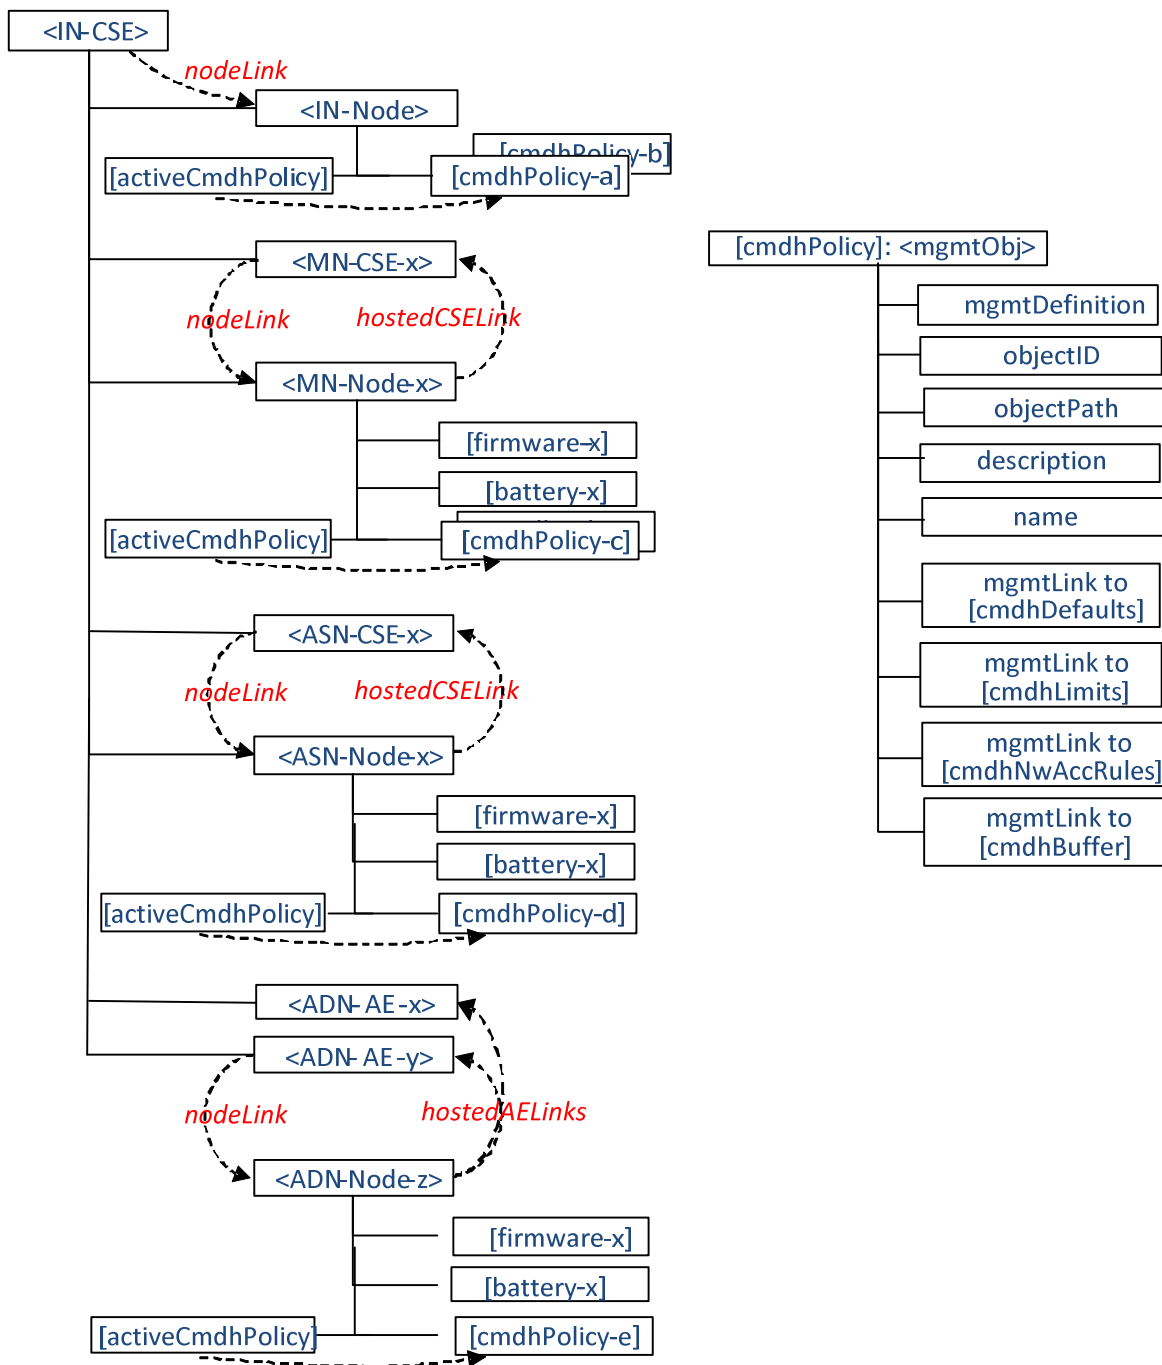 <IN-CSE>
nodeLink
<IN-Node>
[cmdhPolicy-b]
[activeCmdhPolicy]
[cmdhPolicy-a]
<MN-CSE-x>
nodeLink
hostedCSELink
<MN-Node-x>
[firmware-x]
[battery-x]
[activeCmdhPolicy]
[cmdhPolicy-c]
<ASN-CSE-x>
nodeLink
hostedCSELink
<ASN-Node-x>
[firmware-x]
[battery-x]
[activeCmdhPolicy]
[cmdhPolicy-d]
<ADN-AE-x>
<ADN-AE-y>
nodeLink
hostedAELinks
<ADN-Node-z>
[firmware-x]
[battery-x]
[activeCmdhPolicy]
[cmdhPolicy-e]
[cmdhPolicy]: <mgmtObj>
mgmtDefinition
objectID
objectPath
description
name
mgmtLink to
[cmdhDefaults]
mgmtLink to
[cmdhLimits]
mgmtLink to
[cmdhNwAccRules]
mgmtLink to
[cmdhBuffer]